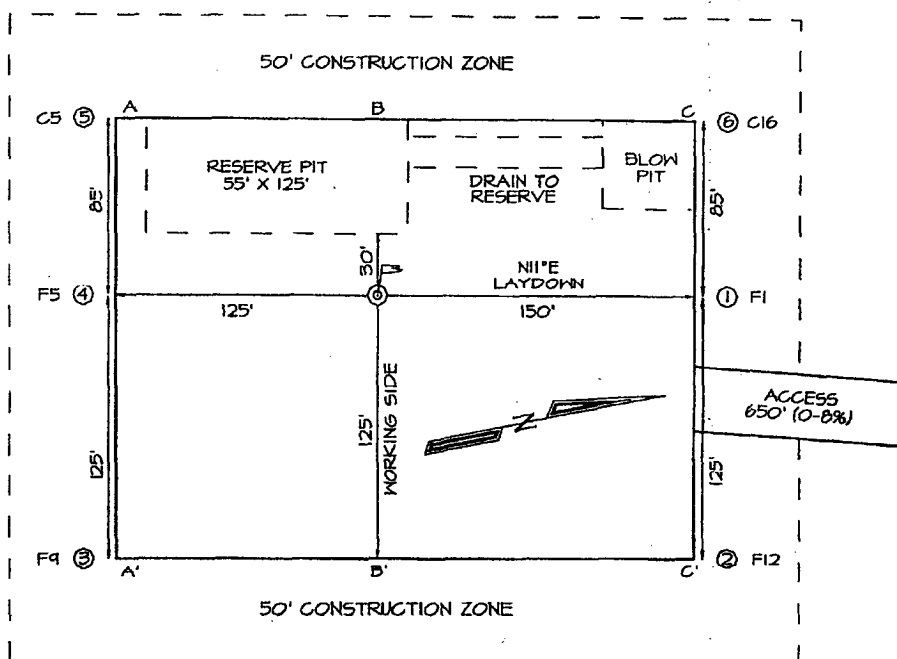 50' CONSTRUCTION ZONE
A B C
C5 ⑤ ⑥ C16
RESERVE PIT
55' X 125'
DRAIN TO
RESERVE
BLOW
PIT
85'
85'
30'
N11°E
LAYDOWN
F5 ④ ① F1
125' 150'
WORKING SIDE
125'
N
ACCESS
650' (0-8%)
125'
125'
F9 ③ ② F12
A' B' C'
50' CONSTRUCTION ZONE